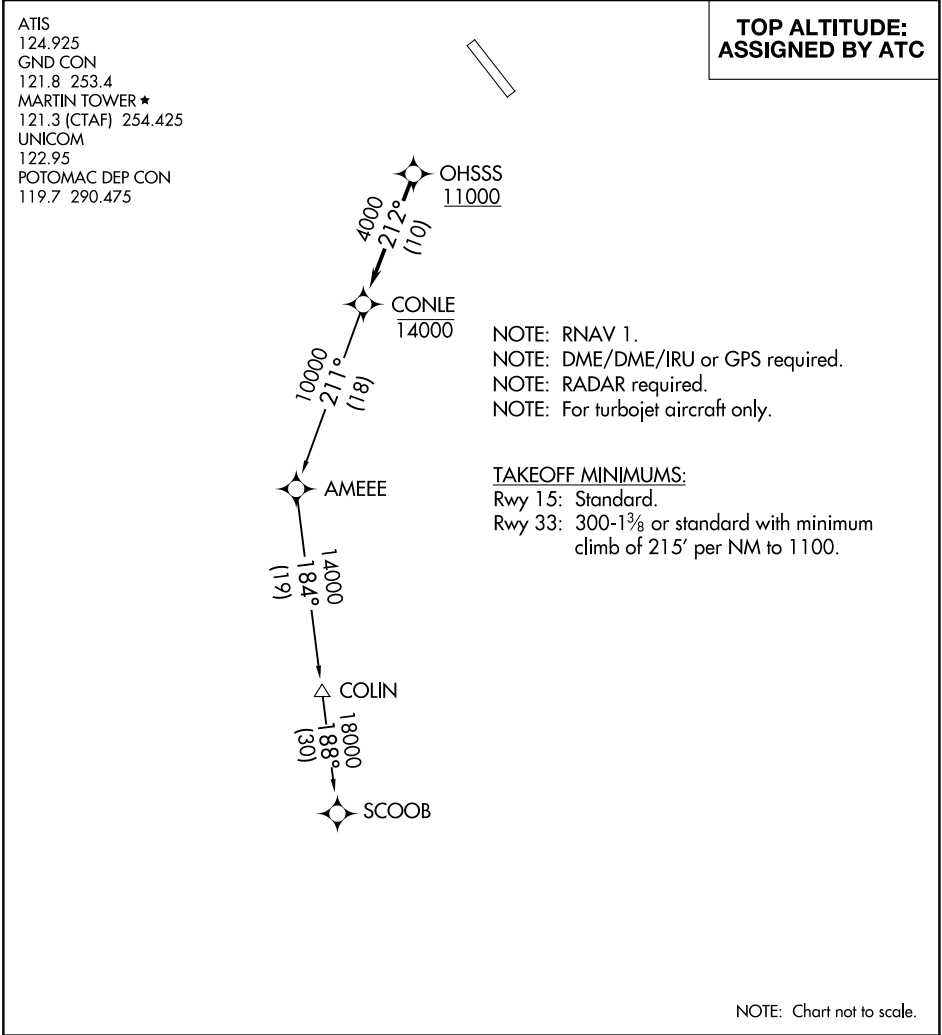 ATIS
124.925
GND CON
121.8 253.4
MARTIN TOWER ★
121.3 (CTAF) 254.425
UNICOM
122.95
POTOMAC DEP CON
119.7 290.475
TOP ALTITUDE:
ASSIGNED BY ATC
OHSSS
11000
4000
212°
(10)
CONLE
14000
10000
211°
(18)
NOTE: RNAV 1.
NOTE: DME/DME/IRU or GPS required.
NOTE: RADAR required.
NOTE: For turbojet aircraft only.
AMEEE
TAKEOFF MINIMUMS:
Rwy 15: Standard.
Rwy 33: 300-1⅜ or standard with minimum
climb of 215' per NM to 1100.
14000
184°
(19)
COLIN
18000
188°
(30)
SCOOB
NOTE: Chart not to scale.